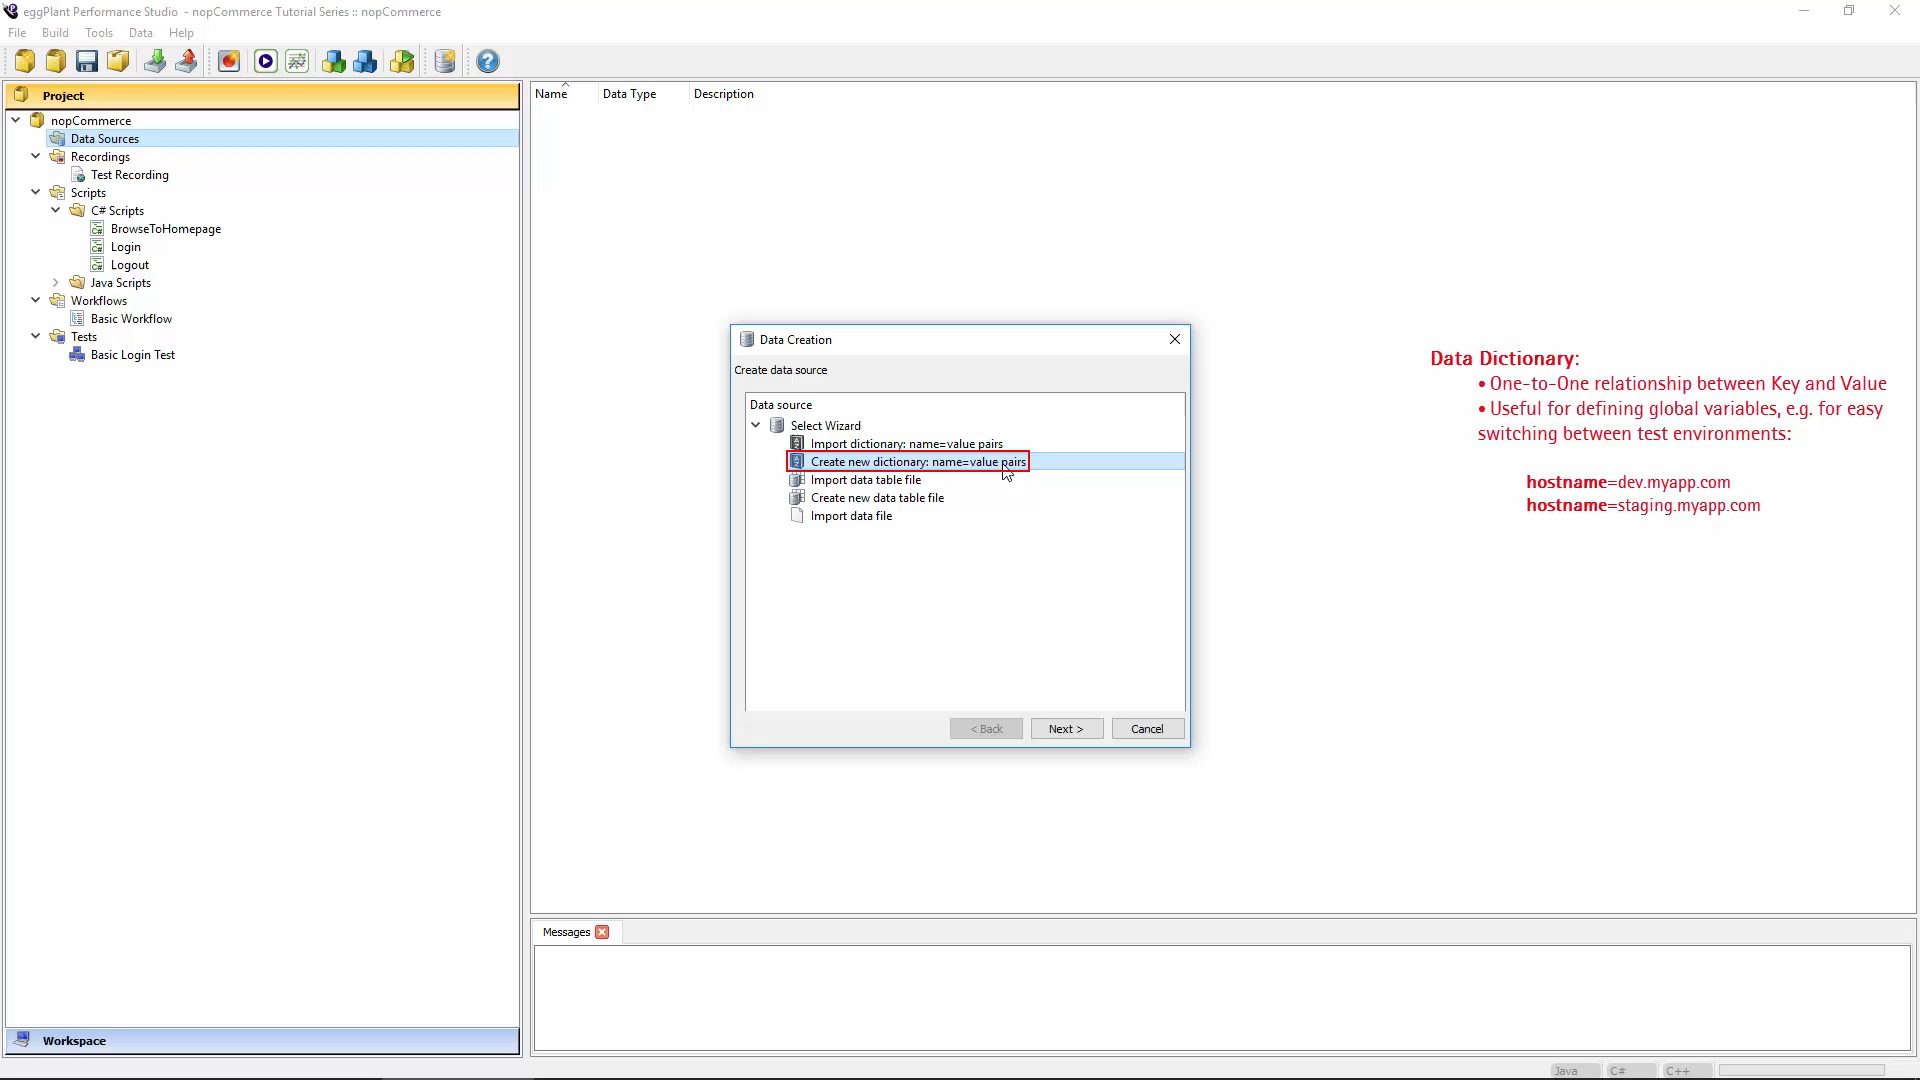 eggPlant Performance Studio - nopCommerce Tutorial Series :: nopCommerce
File Build Tools Data Help
Project
nopCommerce
Data Sources
Recordings
Test Recording
Scripts
C# Scripts
BrowseToHomepage
Login
Logout
Java Scripts
Workflows
Basic Workflow
Tests
Basic Login Test
Workspace
Name Data Type Description
Data Creation
Create data source
Data source
Select Wizard
Import dictionary: name=value pairs
Create new dictionary: name=value pairs
Import data table file
Create new data table file
Import data file
< Back Next > Cancel
Data Dictionary:
• One-to-One relationship between Key and Value
• Useful for defining global variables, e.g. for easy
switching between test environments:
hostname=dev.myapp.com
hostname=staging.myapp.com
Messages
Java C# C++